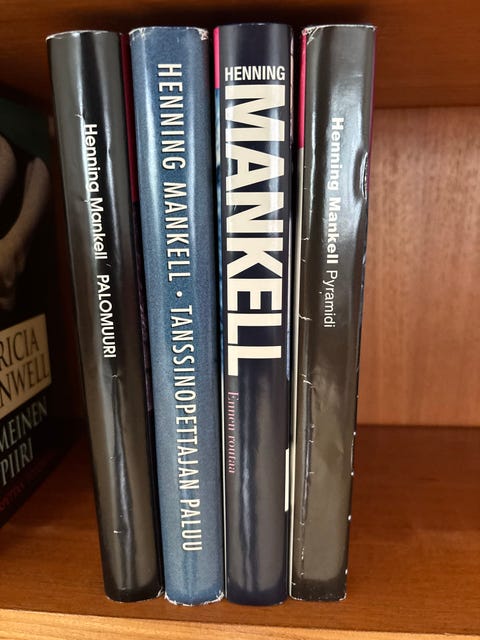 RICIA
NWELL
MEINEN
PIIRI
Henning Mankell PALOMUURI
HENNING MANKELL • TANSSINOPETTAJAN PALUU
HENNING
MANKELL
Ennen routaa
Henning Mankell Pyramidi